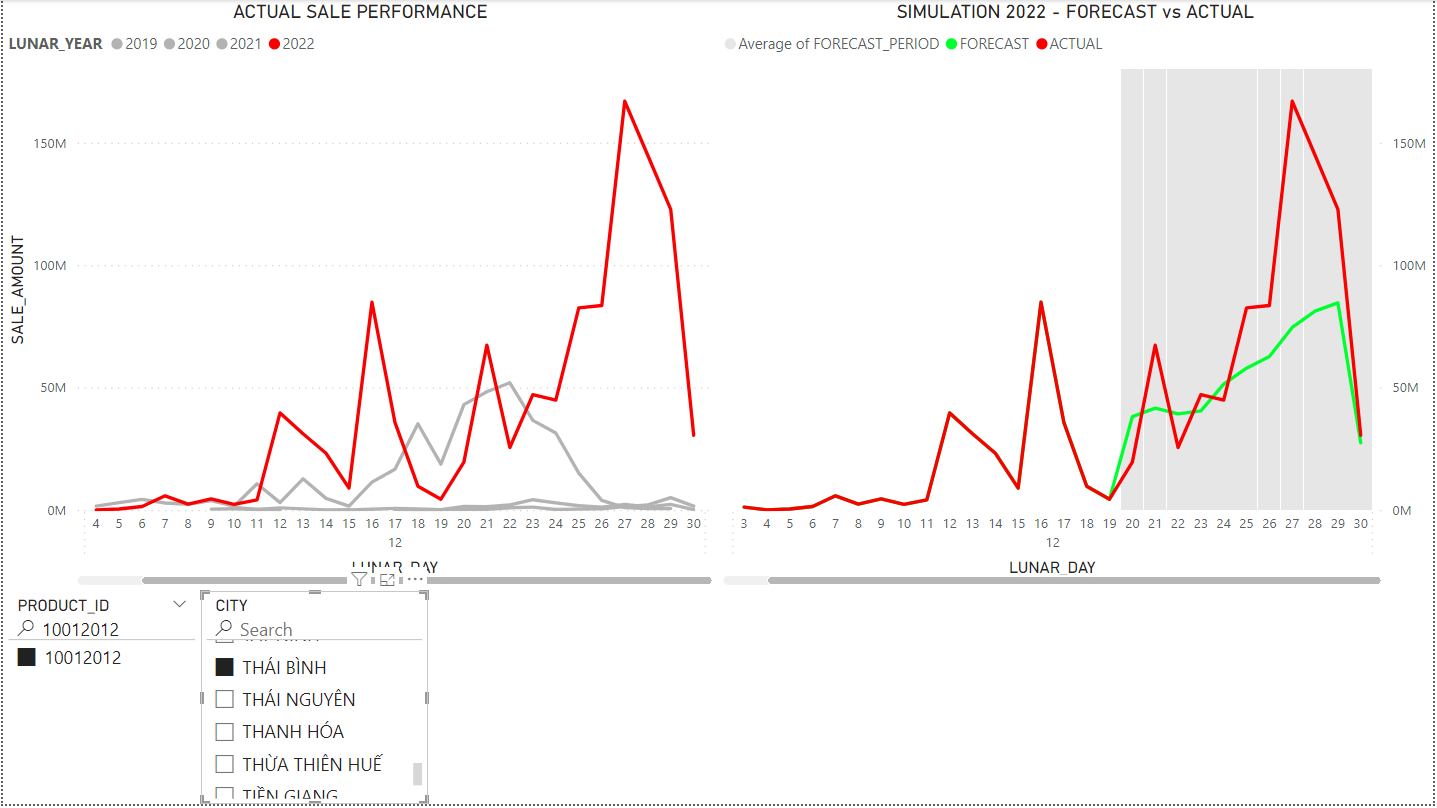 ACTUAL SALE PERFORMANCE
LUNAR_YEAR 2019 2020 2021 2022
SALE_AMOUNT
150M
100M
50M
0M
4 5 6 7 8 9 10 11 12 13 14 15 16 17 18 19 20 21 22 23 24 25 26 27 28 29 30
12
LUNAR_DAY
SIMULATION 2022 - FORECAST vs ACTUAL
Average of FORECAST_PERIOD FORECAST ACTUAL
150M
100M
50M
0M
3 4 5 6 7 8 9 10 11 12 13 14 15 16 17 18 19 20 21 22 23 24 25 26 27 28 29 30
12
LUNAR_DAY
PRODUCT_ID
10012012
10012012
CITY
Search
THÁI BÌNH
THÁI NGUYÊN
THANH HÓA
THỪA THIÊN HUẾ
TIỀN GIANG